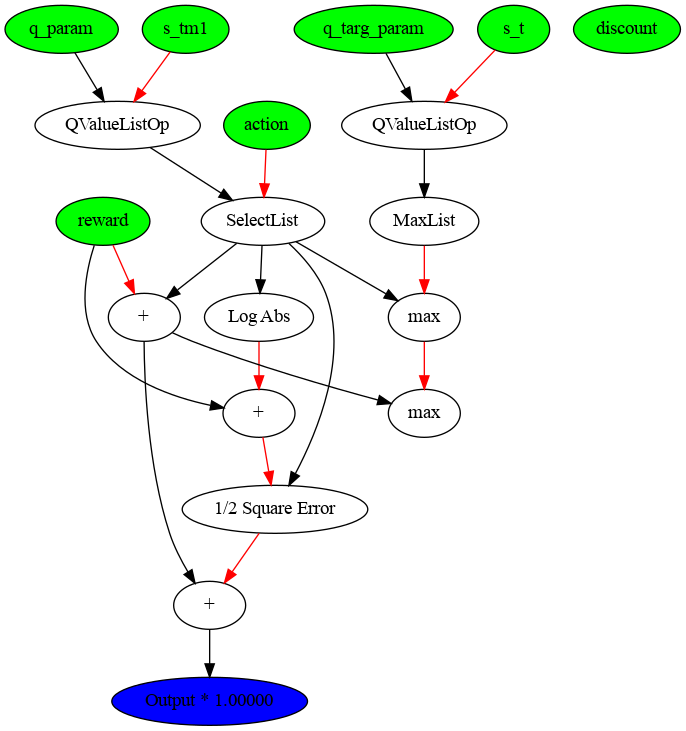 q_param
s_tm1
q_targ_param
s_t
discount
QValueListOp
action
QValueListOp
reward
SelectList
MaxList
+
Log Abs
max
+
max
1/2 Square Error
+
Output * 1.00000